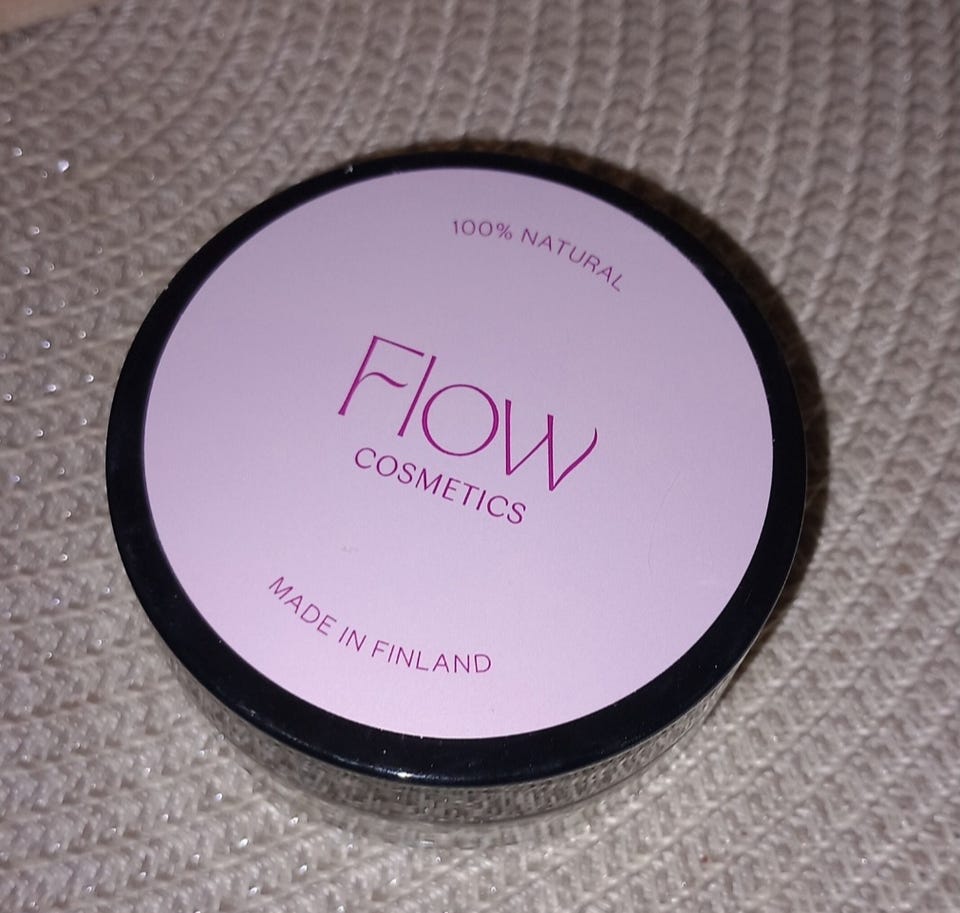 100% NATURAL
Flow
COSMETICS
MADE IN FINLAND